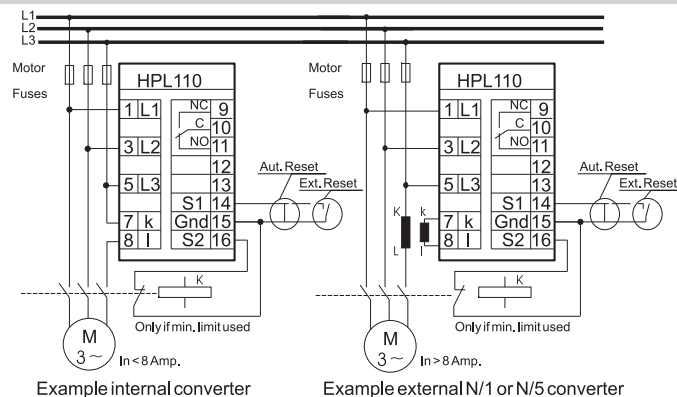 L1
L2
L3
Motor
Fuses
HPL110
1 L1 NC 9
C 10
3 L2 NO 11
12
5 L3 13
S1 14
7 k Gnd 15
8 l S2 16
Aut. Reset
Ext. Reset
K
Only if min. limit used
M
3~
In < 8 Amp.
Example internal converter
Motor
Fuses
HPL110
1 L1 NC 9
C 10
3 L2 NO 11
12
5 L3 13
S1 14
K k 7 k Gnd 15
L l 8 l S2 16
Aut. Reset
Ext. Reset
K
Only if min. limit used
M
3~
In > 8 Amp.
Example external N/1 or N/5 converter